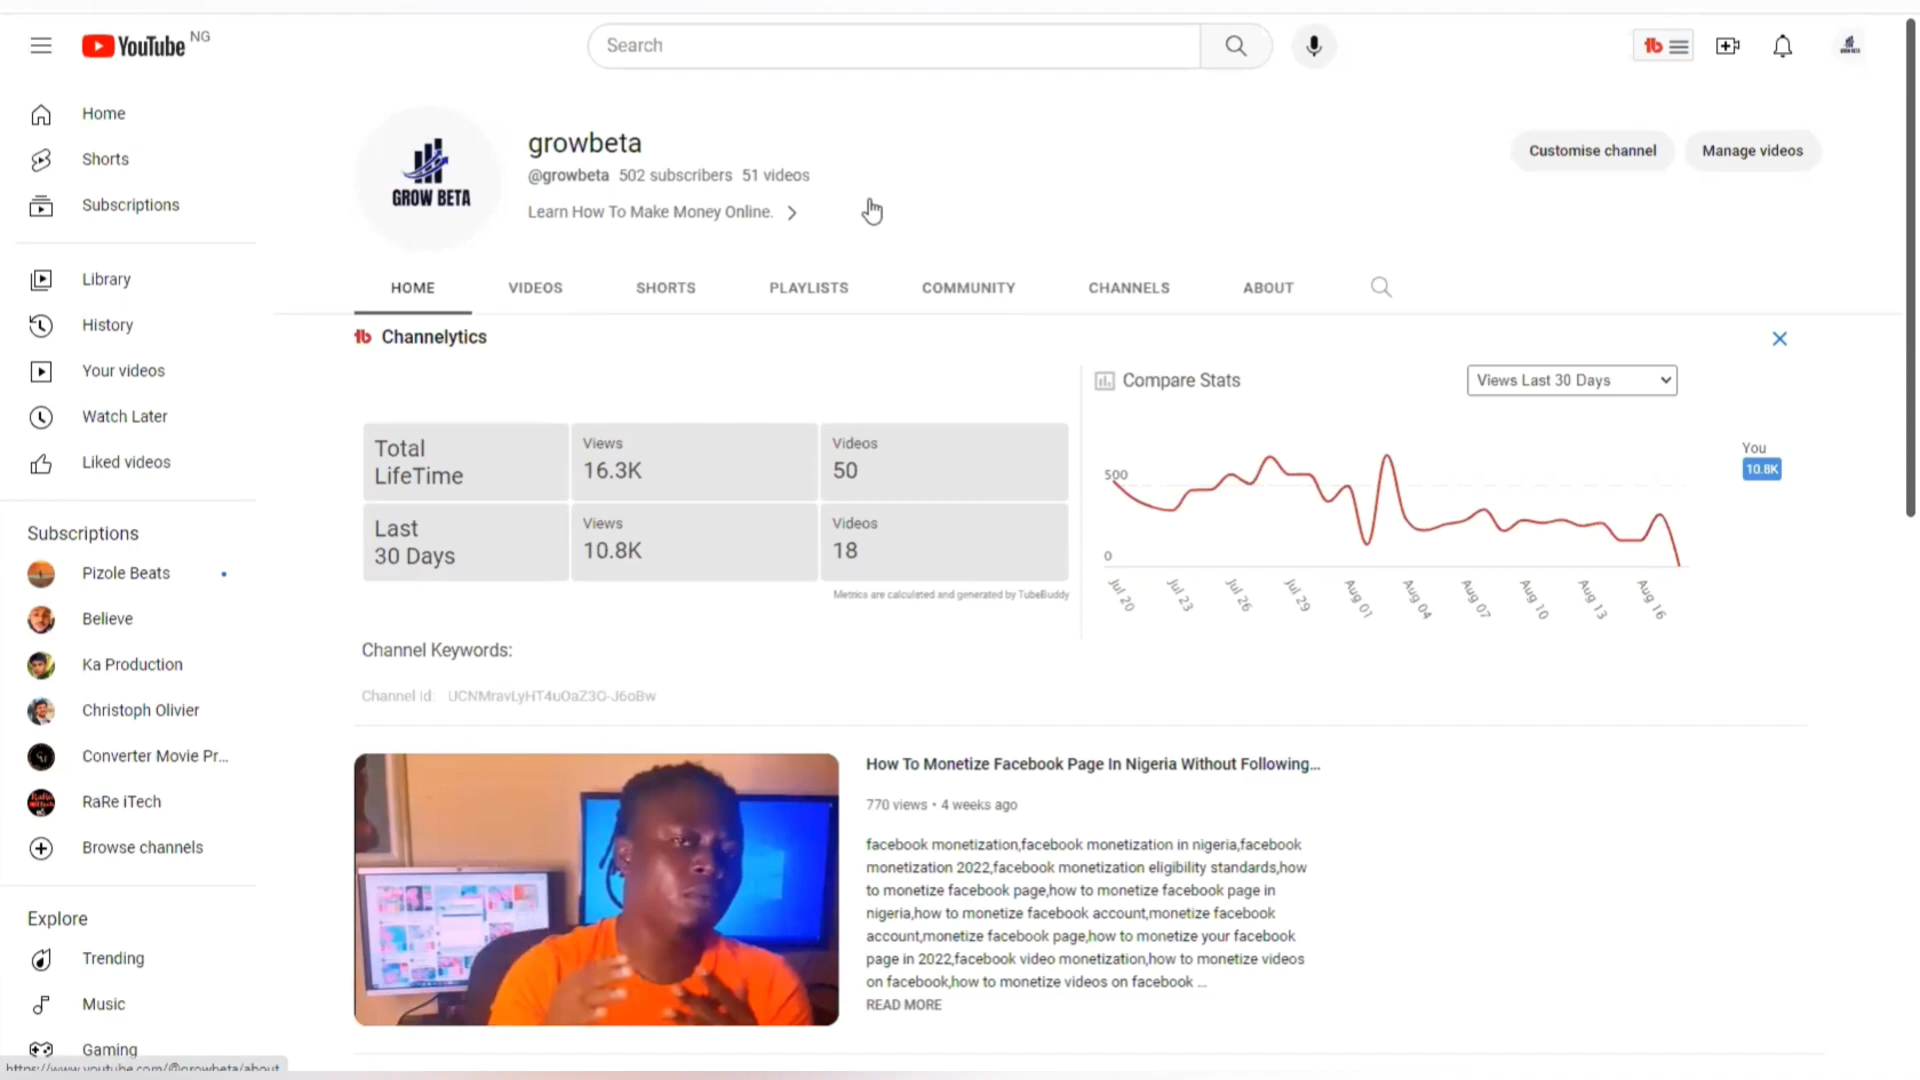 YouTube NG
Search
tb
Home
Shorts
Subscriptions
Library
History
Your videos
Watch Later
Liked videos
Subscriptions
Pizole Beats
Believe
Ka Production
Christoph Olivier
Converter Movie Pr...
RaRe iTech
Browse channels
Explore
Trending
Music
Gaming
https://www.youtube.com/@growbeta/about
GROW BETA
growbeta
@growbeta 502 subscribers 51 videos
Learn How To Make Money Online.
Customise channel
Manage videos
HOME VIDEOS SHORTS PLAYLISTS COMMUNITY CHANNELS ABOUT
tb Channelytics
Total
LifeTime
Views
16.3K
Videos
50
Last
30 Days
Views
10.8K
Videos
18
Metrics are calculated and generated by TubeBuddy
Compare Stats
Views Last 30 Days
500
0
Jul 20
Jul 23
Jul 26
Jul 29
Aug 01
Aug 04
Aug 07
Aug 10
Aug 13
Aug 16
You
10.8K
Channel Keywords:
Channel Id:
How To Monetize Facebook Page In Nigeria Without Following...
770 views • 4 weeks ago
facebook monetization,facebook monetization in nigeria,facebook
monetization 2022,facebook monetization eligibility standards,how
to monetize facebook page,how to monetize facebook page in
nigeria,how to monetize facebook account,monetize facebook
account,monetize facebook page,how to monetize your facebook
page in 2022,facebook video monetization,how to monetize videos
on facebook,how to monetize videos on facebook ...
READ MORE